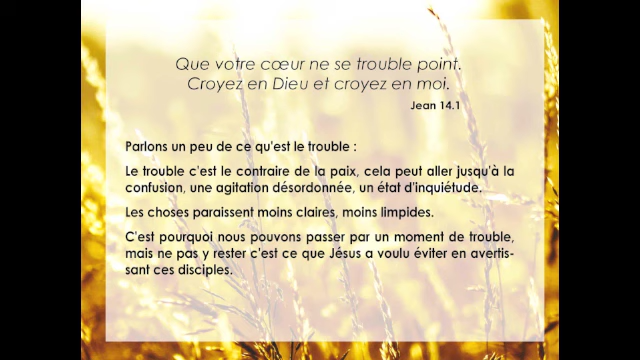 Que votre cœur ne se trouble point.
Croyez en Dieu et croyez en moi.
Jean 14.1
Parlons un peu de ce qu'est le trouble :
Le trouble c'est le contraire de la paix, cela peut aller jusqu'à la
confusion, une agitation désordonnée, un état d'inquiétude.
Les choses paraissent moins claires, moins limpides.
C'est pourquoi nous pouvons passer par un moment de trouble,
mais ne pas y rester c'est ce que Jésus a voulu éviter en avertis-
sant ces disciples.